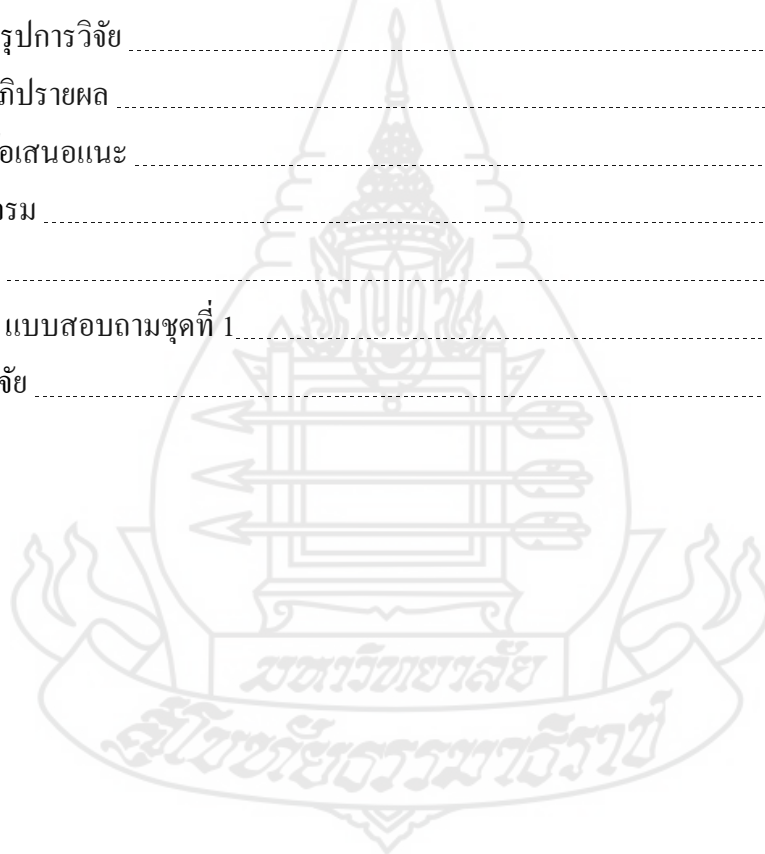 รุปการวิจัย
ภิปรายผล
อเสนอแนะ
กรม
แบบสอบถามชุดที่ 1
จัย
มหาวิทยาลัย
สุโขทัยธรรมาธิราช